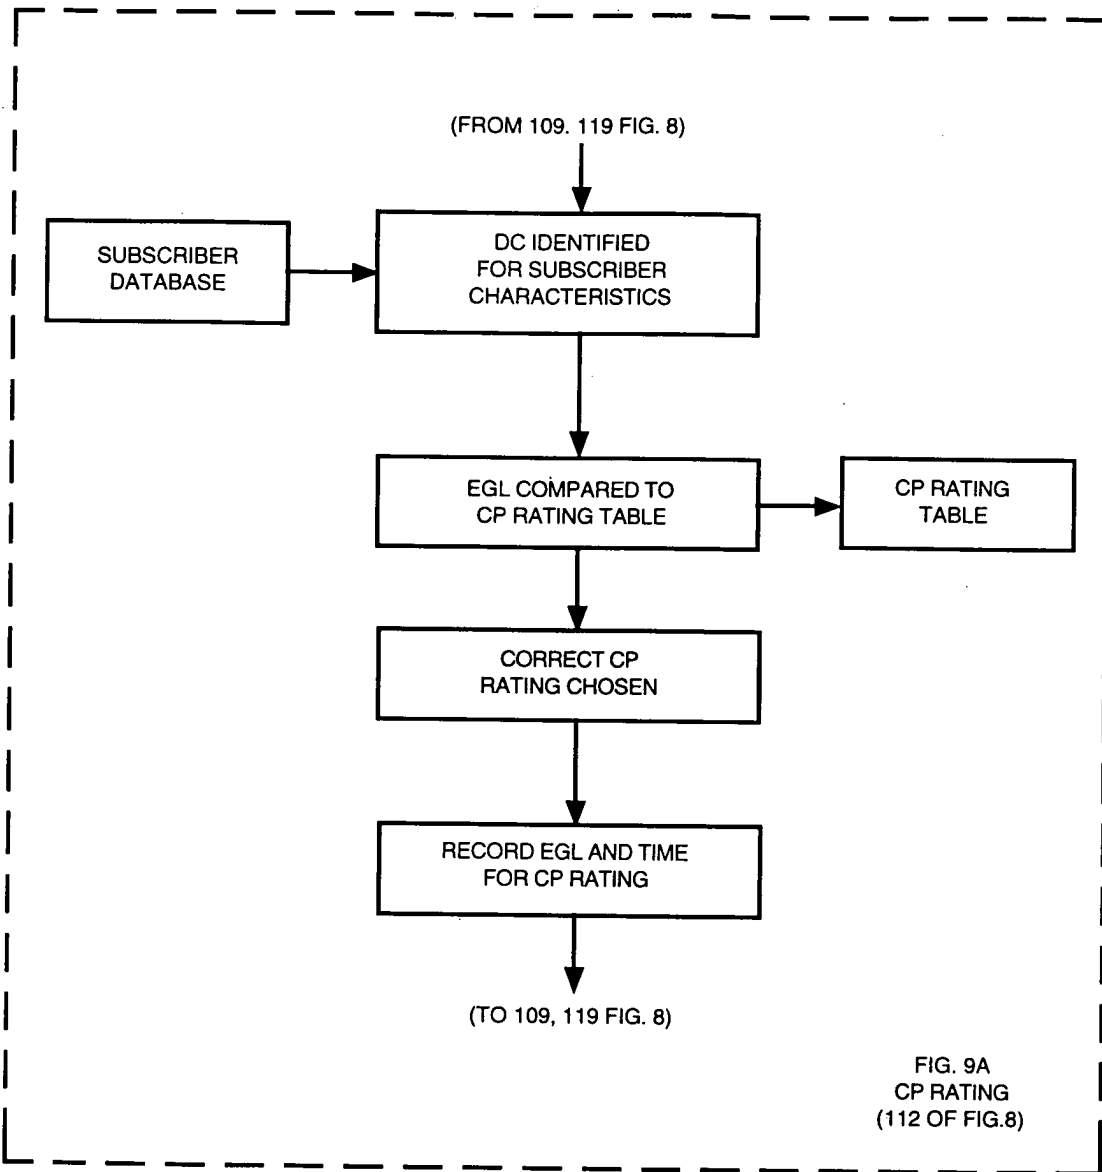 (FROM 109. 119 FIG. 8)
SUBSCRIBER
DATABASE
DC IDENTIFIED
FOR SUBSCRIBER
CHARACTERISTICS
EGL COMPARED TO
CP RATING TABLE
CP RATING
TABLE
CORRECT CP
RATING CHOSEN
RECORD EGL AND TIME
FOR CP RATING
(TO 109, 119 FIG. 8)
FIG. 9A
CP RATING
(112 OF FIG.8)